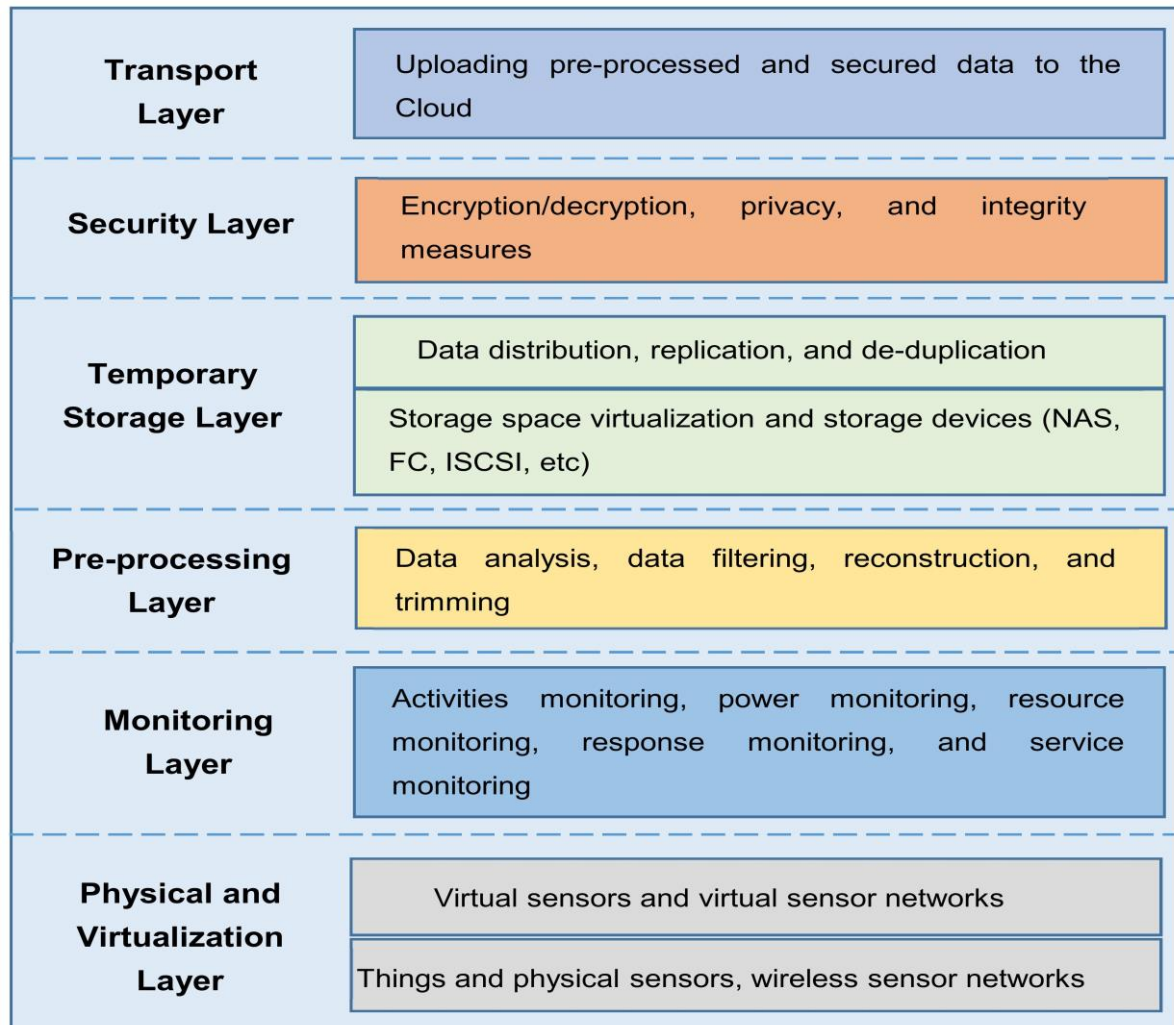 Transport
Layer
Uploading pre-processed and secured data to the
Cloud
Security Layer
Encryption/decryption, privacy, and integrity
measures
Temporary
Storage Layer
Data distribution, replication, and de-duplication
Storage space virtualization and storage devices (NAS,
FC, ISCSI, etc)
Pre-processing
Layer
Data analysis, data filtering, reconstruction, and
trimming
Monitoring
Layer
Activities monitoring, power monitoring, resource
monitoring, response monitoring, and service
monitoring
Physical and
Virtualization
Layer
Virtual sensors and virtual sensor networks
Things and physical sensors, wireless sensor networks